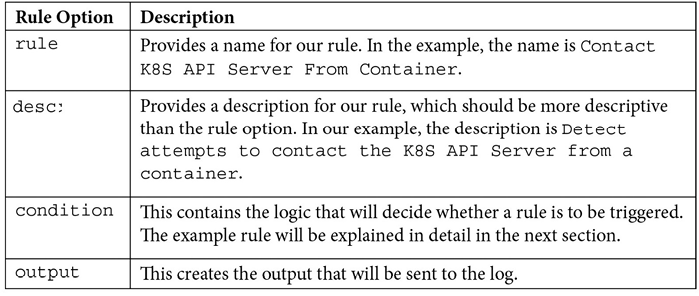 Rule Option Description
rule Provides a name for our rule. In the example, the name is Contact
K8S API Server From Container.
desc: Provides a description for our rule, which should be more descriptive
than the rule option. In our example, the description is Detect
attempts to contact the K8S API Server from a
container.
condition This contains the logic that will decide whether a rule is to be triggered.
The example rule will be explained in detail in the next section.
output This creates the output that will be sent to the log.